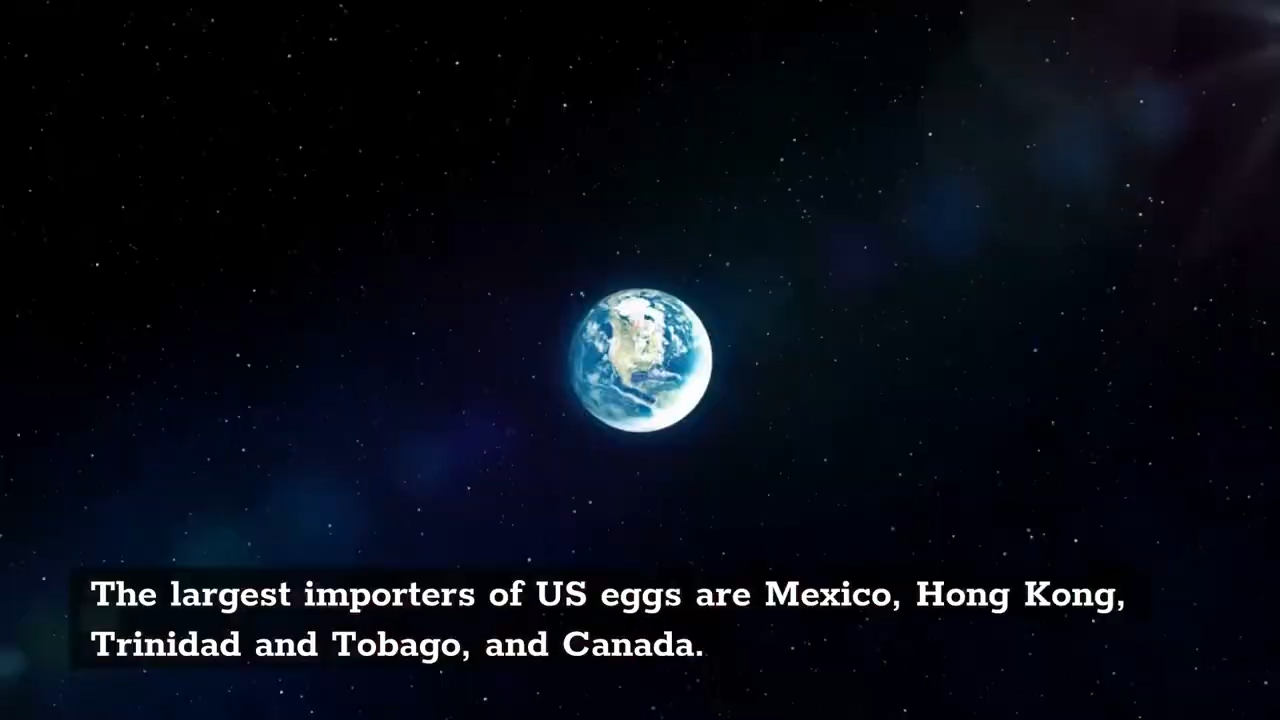 The largest importers of US eggs are Mexico, Hong Kong,
Trinidad and Tobago, and Canada.